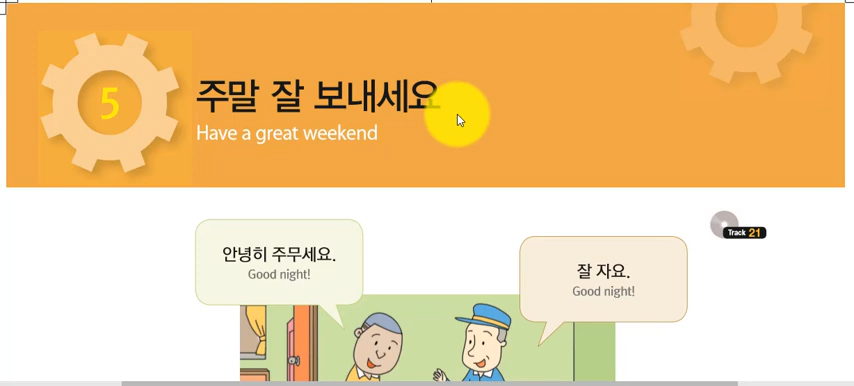 5
주말 잘 보내세요
Have a great weekend
Track 21
안녕히 주무세요.
Good night!
잘 자요.
Good night!